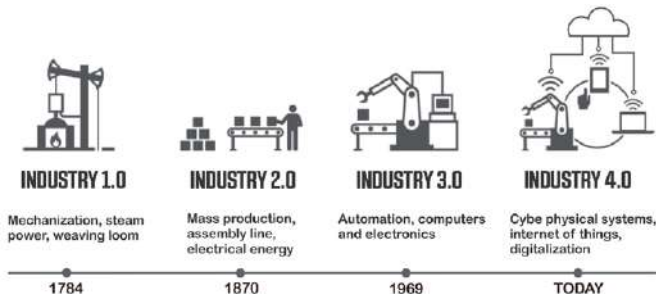 INDUSTRY 1.0
Mechanization, steam
power, weaving loom
1784
INDUSTRY 2.0
Mass production,
assembly line,
electrical energy
1870
INDUSTRY 3.0
Automation, computers
and electronics
1969
INDUSTRY 4.0
Cybe physical systems,
internet of things,
digitalization
TODAY